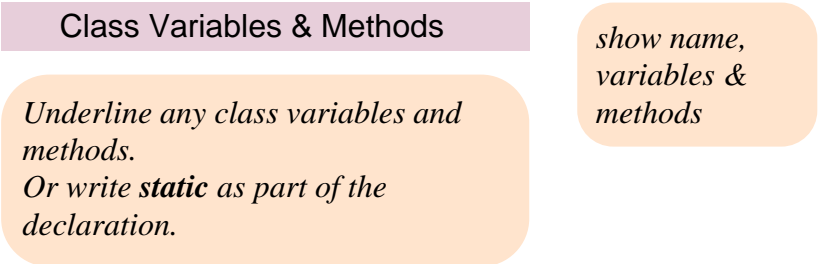 Class Variables & Methods
Underline any class variables and
methods.
Or write static as part of the
declaration.
show name,
variables &
methods